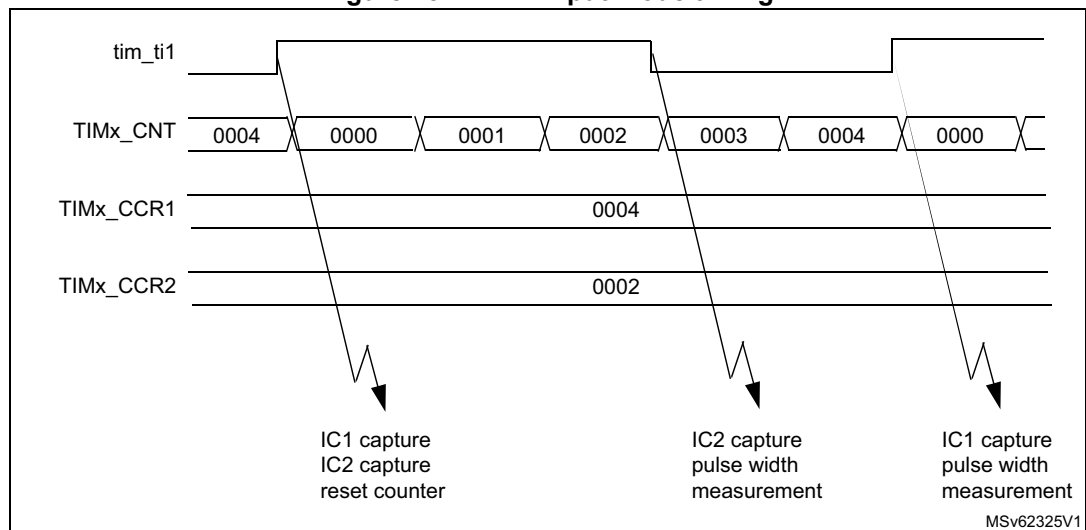 tim_ti1
TIMx_CNT 0004 0000 0001 0002 0003 0004 0000
TIMx_CCR1 0004
TIMx_CCR2 0002
IC1 capture
IC2 capture
reset counter
IC2 capture
pulse width
measurement
IC1 capture
pulse width
measurement
MSv62325V1